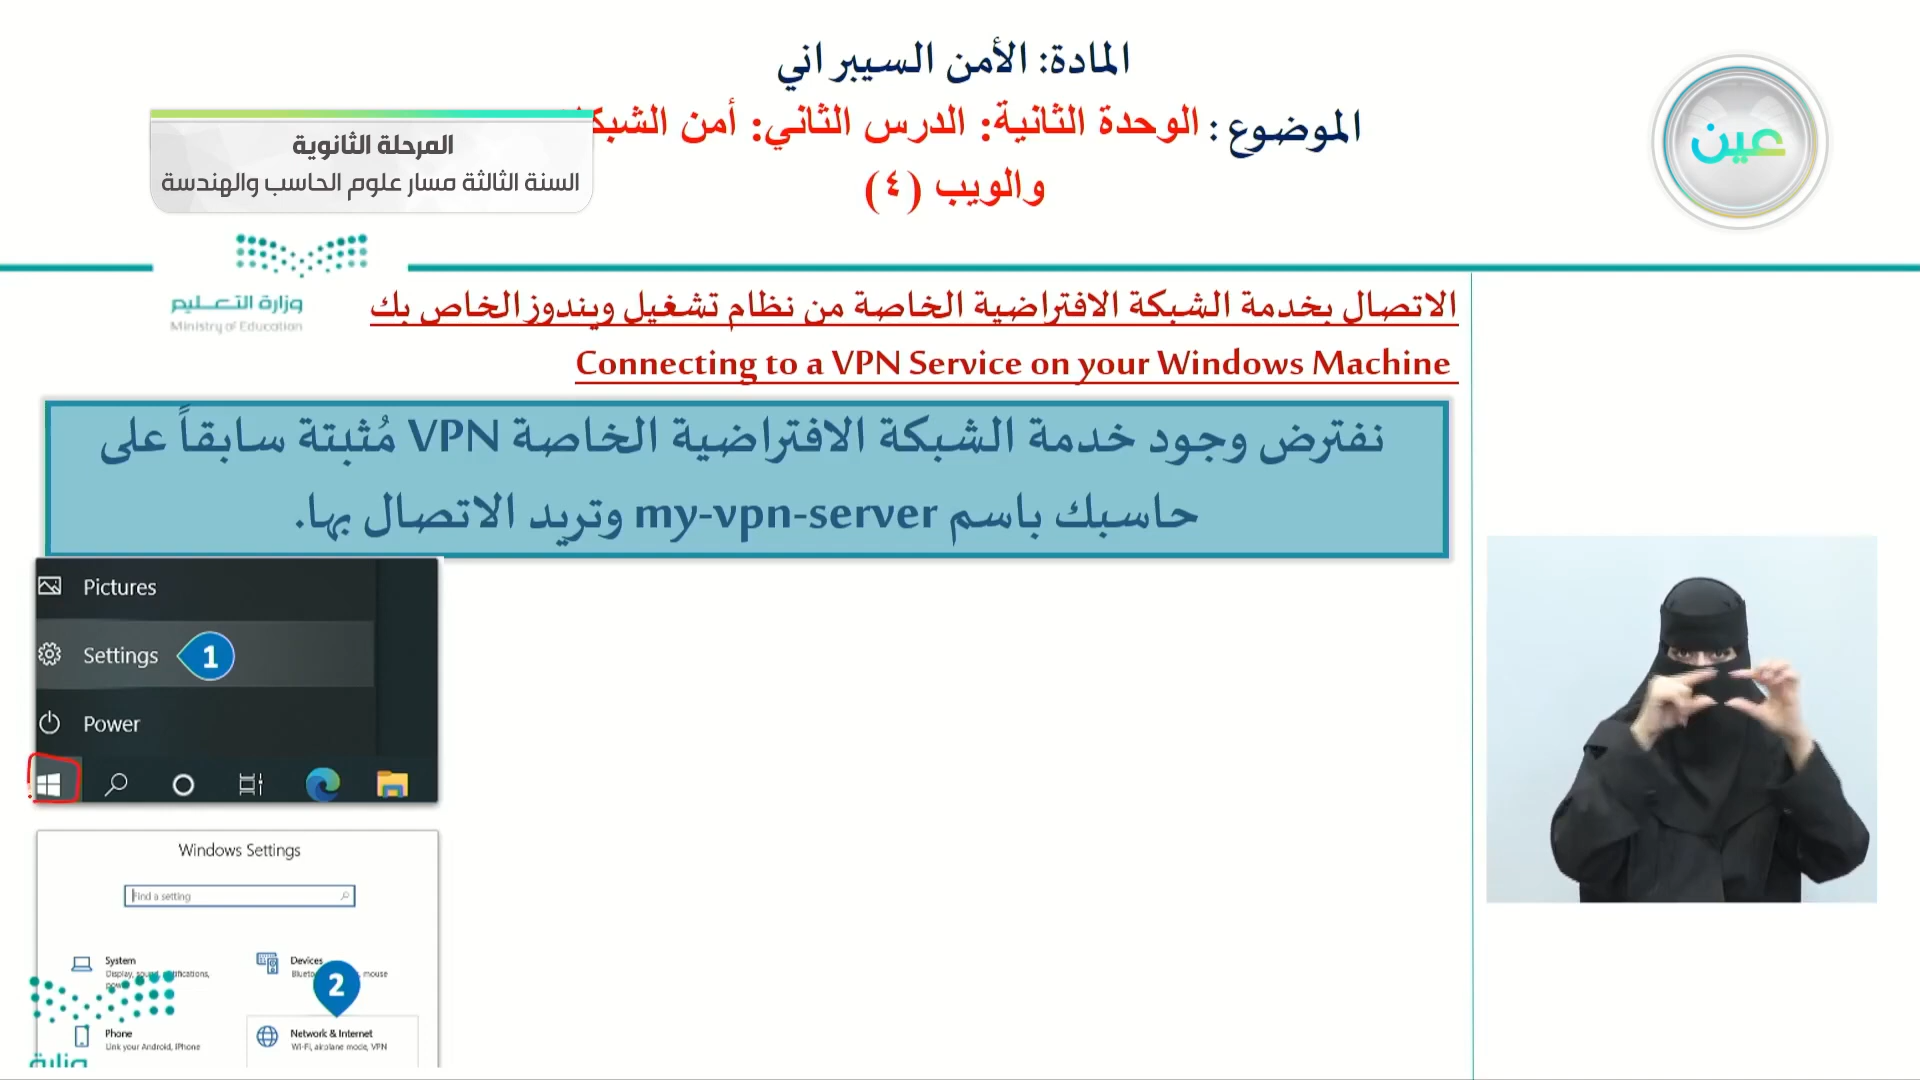 المادة: الأمن السيبراني
الموضوع : الوحدة الثانية: الدرس الثاني: أمن
والويب (٤)
المرحلة الثانوية
السنة الثالثة مسار علوم الحاسب والهندسة
عين
وزارة التعليم
Ministry of Education
الاتصال بخدمة الشبكة الافتراضية الخاصة من نظام تشغيل ويندوز الخاص بك
Connecting to a VPN Service on your Windows Machine
نفترض وجود خدمة الشبكة الافتراضية الخاصة VPN مُثبتة سابقاً على
حاسبك باسم my-vpn-server وتريد الاتصال بها.
Pictures
Settings 1
Power
Windows Settings
Find a setting
System
Display,
Devices
mouse
2
Phone
Link your Android, iPhone
Network & Internet
Wi-Fi, airplane mode, VPN